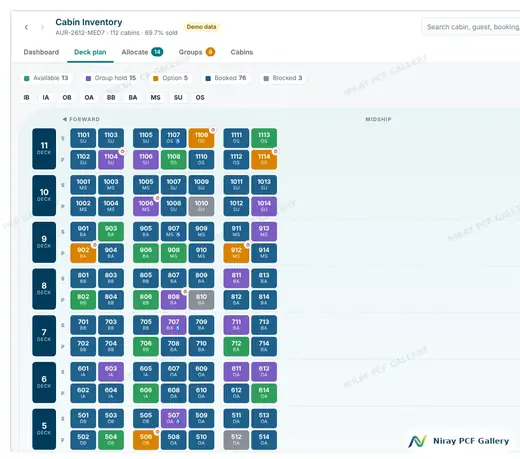 Cabin Inventory
AUR-2612-MED7 · 112 cabins · 69.7% sold
Demo data
Search cabin, guest, booking,
Dashboard Deck plan Allocate 14 Groups 8 Cabins
Available 13 Group hold 15 Option 5 Booked 76 Blocked 3
IB IA OB OA BB BA MS SU OS
◀ FORWARD MIDSHIP
11 DECK
S 1101 SU 1103 SU 1105 SU 1107 OS 1109 OS 1111 OS 1113 OS
P 1102 SU 1104 SU 1106 SU 1108 OS 1110 OS 1112 OS 1114 OS
10 DECK
S 1001 MS 1003 MS 1005 MS 1007 SU 1009 SU 1011 SU 1013 SU
P 1002 MS 1004 MS 1006 MS 1008 SU 1010 SU 1012 SU 1014 SU
9 DECK
S 901 BA 903 BA 905 BA 907 MS 909 MS 911 MS 913 MS
P 902 BA 904 BA 906 BA 908 MS 910 MS 912 MS 914 MS
8 DECK
S 801 BB 803 BB 805 BB 807 BA 809 BA 811 BA 813 BA
P 802 BB 804 BB 806 BB 808 BA 810 BA 812 BA 814 BA
7 DECK
S 701 BB 703 BB 705 BB 707 BA 709 BA 711 BA 713 BA
P 702 BB 704 BB 706 BB 708 BA 710 BA 712 BA 714 BA
6 DECK
S 601 IA 603 IA 605 IA 607 OA 609 OA 611 OA 613 OA
P 602 IA 604 IA 606 IA 608 OA 610 OA 612 OA 614 OA
5 DECK
S 501 OB 503 OB 505 OB 507 OA 509 OA 511 OA 513 OA
P 502 OB 504 OB 506 OB 508 OA 510 OA 512 OA 514 OA
NIRAY PCF GALLERY
Niray PCF Gallery